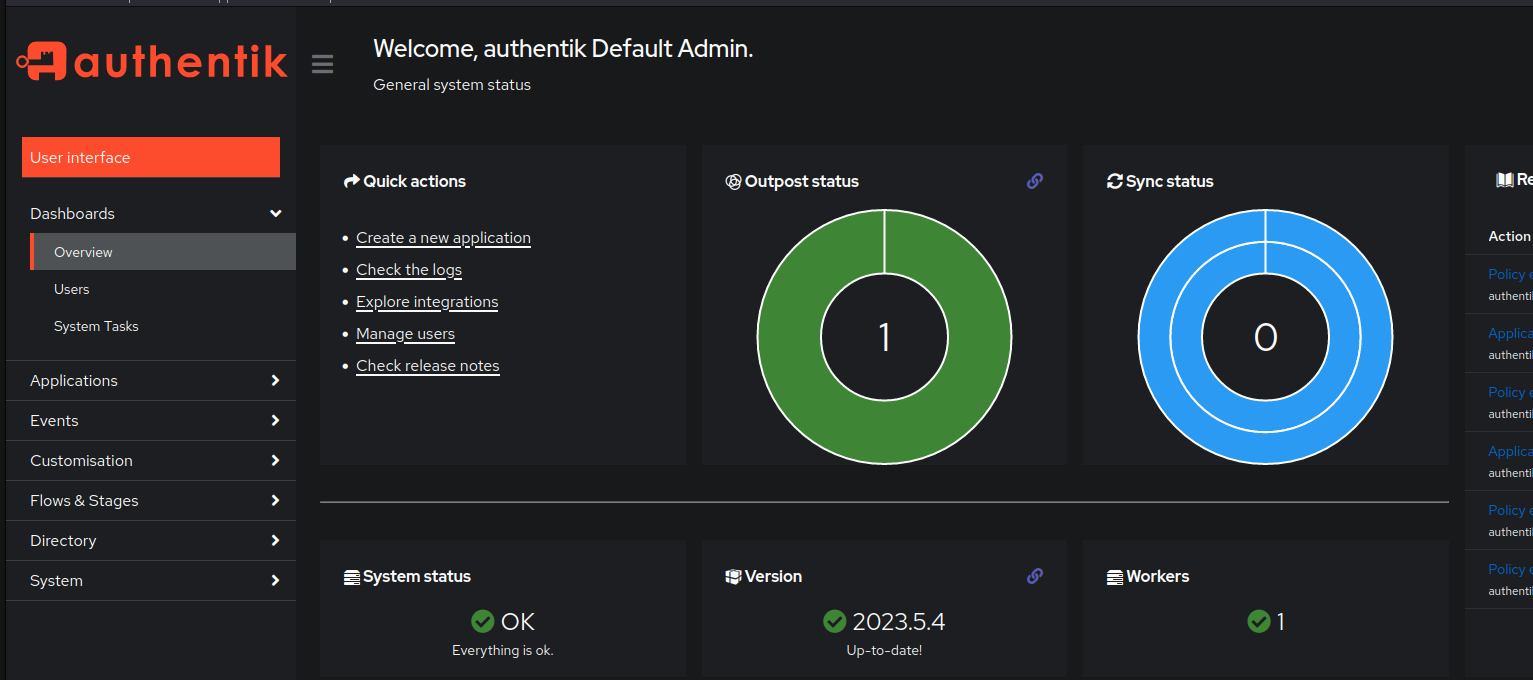 authentik
Welcome, authentik Default Admin.
General system status
User interface
Dashboards
Overview
Users
System Tasks
Applications
Events
Customisation
Flows & Stages
Directory
System
Quick actions
Create a new application
Check the logs
Explore integrations
Manage users
Check release notes
Outpost status
1
Sync status
0
Re
Action
Policy e
authenti
Applica
authenti
Policy e
authenti
Applica
authenti
Policy e
authenti
Policy e
authenti
System status
OK
Everything is ok.
Version
2023.5.4
Up-to-date!
Workers
1